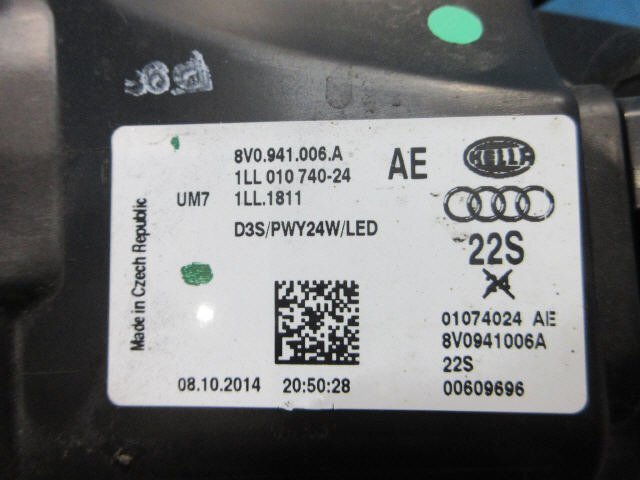 8V0.941.006.A
AE
HELLA
1LL 010 740-24
UM7 1LL.1811
D3S/PWY24W/LED
22S
24
Made in Czech Republic
01074024 AE
8V0941006A
22S
00609696
08.10.2014 20:50:28